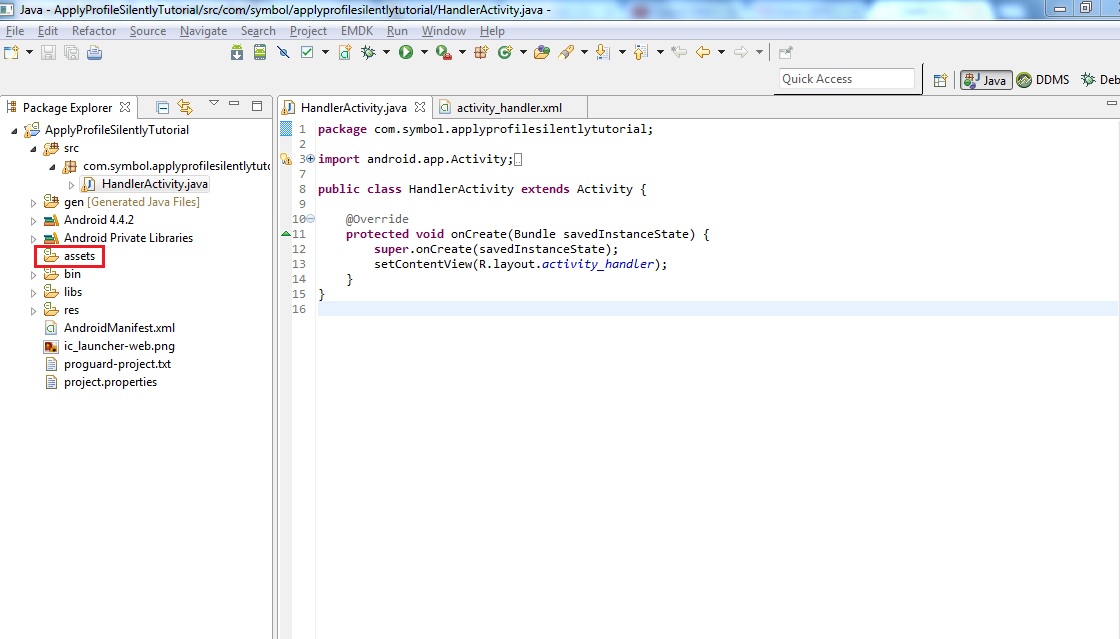 Java - ApplyProfileSilentlyTutorial/src/com/symbol/applyprofilesilentlytutorial/HandlerActivity.java -
File Edit Refactor Source Navigate Search Project EMDK Run Window Help
Quick Access
Java DDMS Deb
Package Explorer
HandlerActivity.java activity_handler.xml
ApplyProfileSilentlyTutorial
src
com.symbol.applyprofilesilentlytuto
HandlerActivity.java
gen [Generated Java Files]
Android 4.4.2
Android Private Libraries
assets
bin
libs
res
AndroidManifest.xml
ic_launcher-web.png
proguard-project.txt
project.properties
1 package com.symbol.applyprofilesilentlytutorial;
2
3 import android.app.Activity;
7
8 public class HandlerActivity extends Activity {
9
10 @Override
11 protected void onCreate(Bundle savedInstanceState) {
12 super.onCreate(savedInstanceState);
13 setContentView(R.layout.activity_handler);
14 }
15 }
16